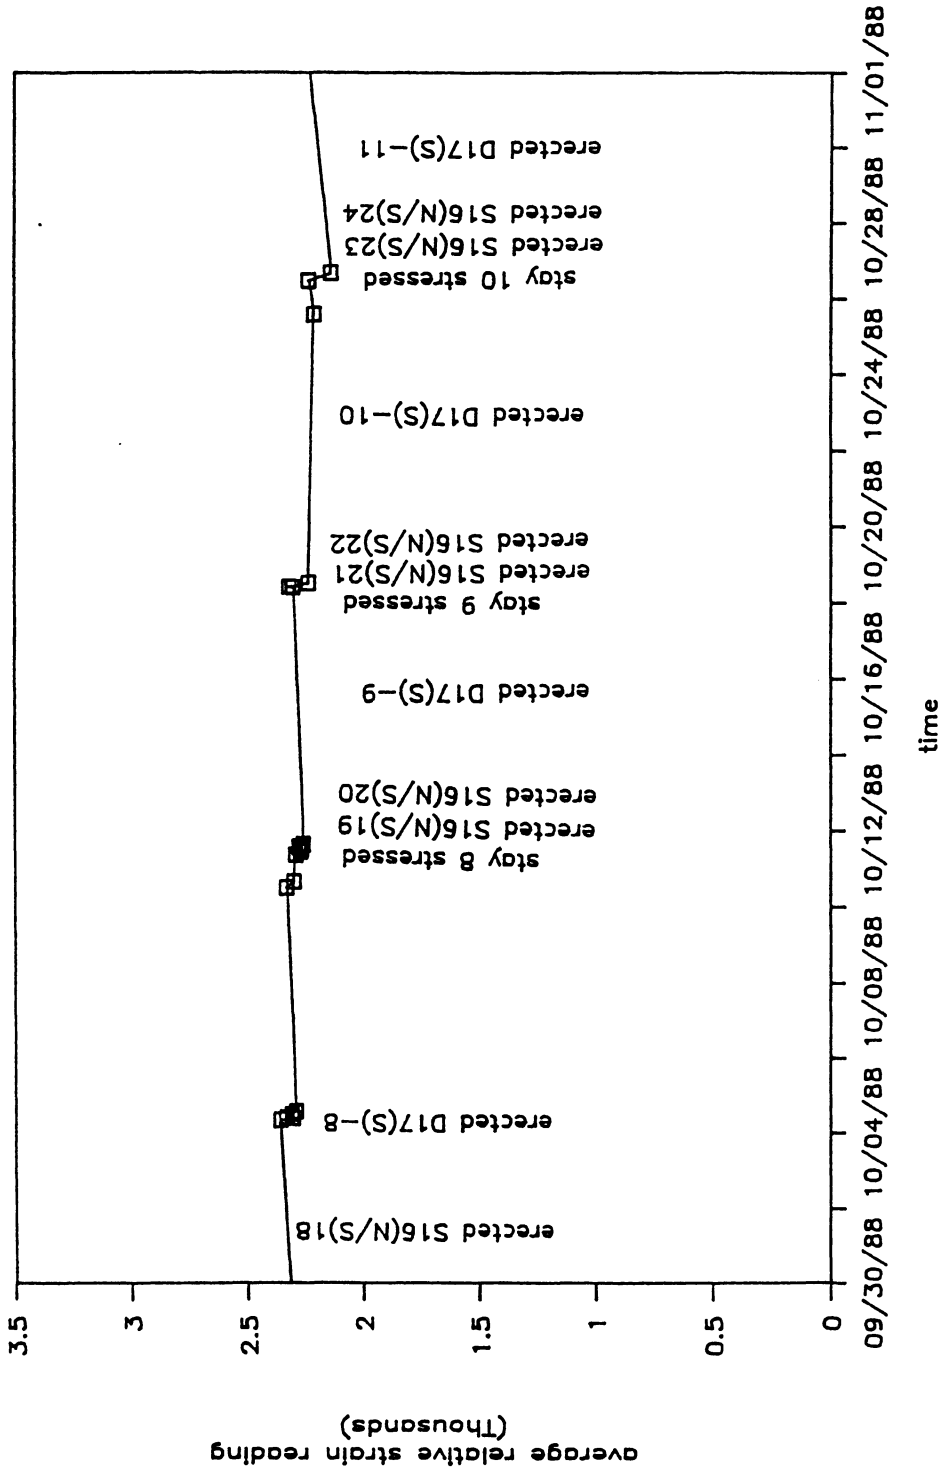 average relative strain reading
(Thousands)
3.5
3
2.5
2
1.5
1
0.5
0
erected S16(N/S)18
erected D17(S)-8
stay 8 stressed
erected S16(N/S)19
erected S16(N/S)20
erected D17(S)-9
stay 9 stressed
erected S16(N/S)21
erected S16(N/S)22
erected D17(S)-10
stay 10 stressed
erected S16(N/S)23
erected S16(N/S)24
erected D17(S)-11
09/30/88 10/04/88 10/08/88 10/12/88 10/16/88 10/20/88 10/24/88 10/28/88 11/01/88
time